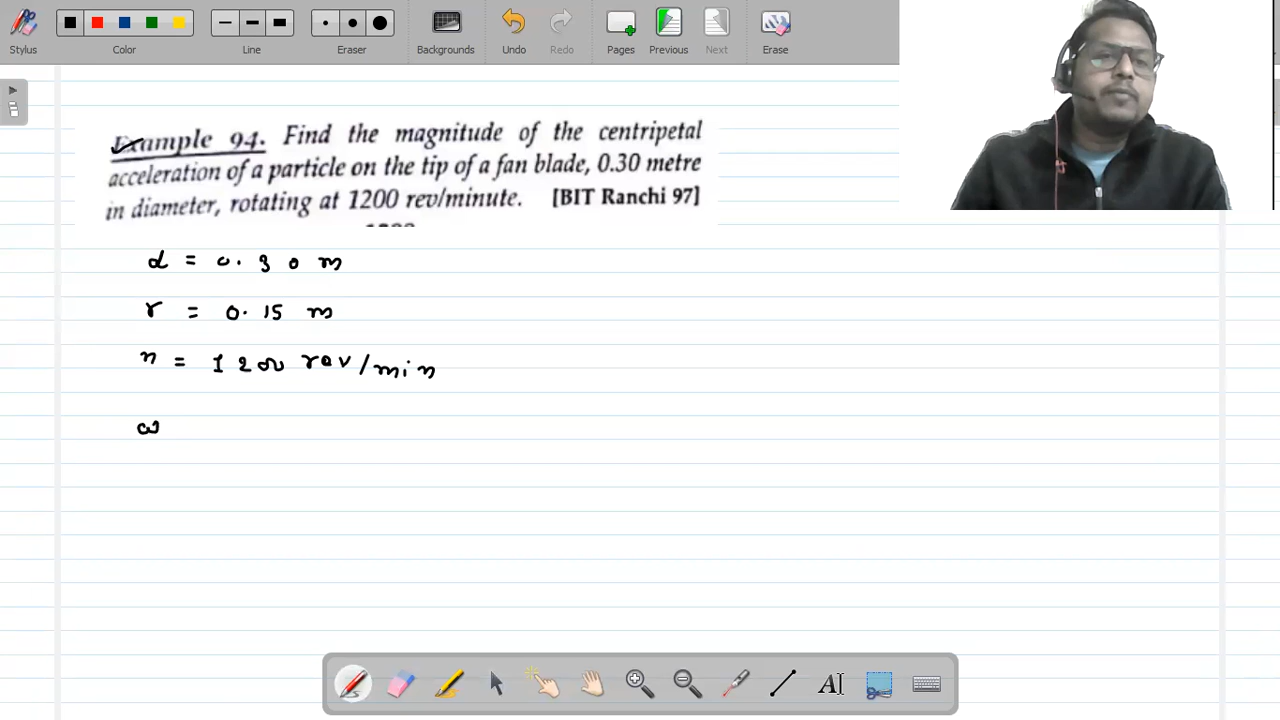 Stylus
Color
Line
Eraser
Backgrounds
Undo
Redo
Pages
Previous
Next
Erase
Example 94. Find the magnitude of the centripetal
acceleration of a particle on the tip of a fan blade, 0.30 metre
in diameter, rotating at 1200 rev/minute. [BIT Ranchi 97]
d = 0.30 m
r = 0.15 m
n = 1200 rev/min
ω